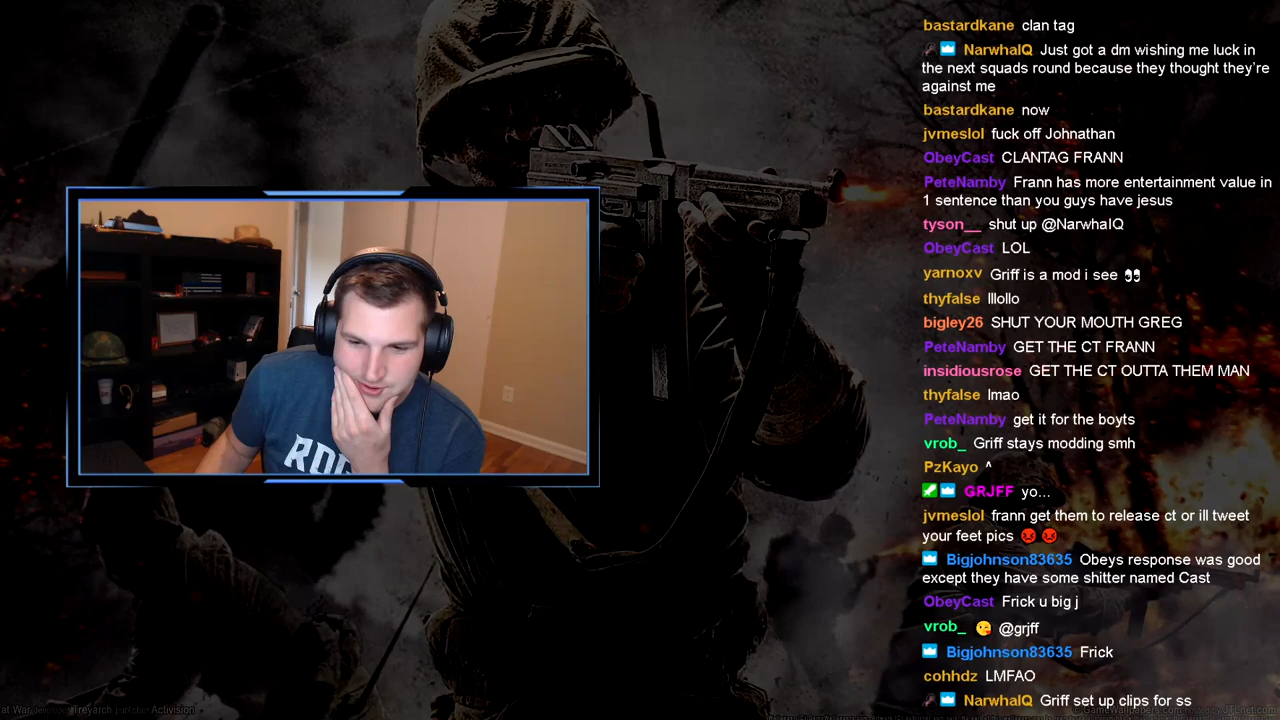 bastardkane clan tag
NarwhalQ Just got a dm wishing me luck in
the next squads round because they thought they're
against me
bastardkane now
jvmeslol fuck off Johnathan
ObeyCast CLANTAG FRANN
PeteNamby Frann has more entertainment value in
1 sentence than you guys have jesus
tyson__ shut up @NarwhalQ
ObeyCast LOL
yarnoxv Griff is a mod i see 👀
thyfalse lllollo
bigley26 SHUT YOUR MOUTH GREG
PeteNamby GET THE CT FRANN
insidiousrose GET THE CT OUTTA THEM MAN
thyfalse lmao
PeteNamby get it for the boyts
vrob_ Griff stays modding smh
PzKayo ^
GRJFF yo...
jvmeslol frann get them to release ct or ill tweet
your feet pics 😡 😡
Bigjohnson83635 Obeys response was good
except they have some shitter named Cast
ObeyCast Frick u big j
vrob_ 😘 @grjff
Bigjohnson83635 Frick
cohhdz LMFAO
NarwhalQ Griff set up clips for ss
at War Treyarch Activision